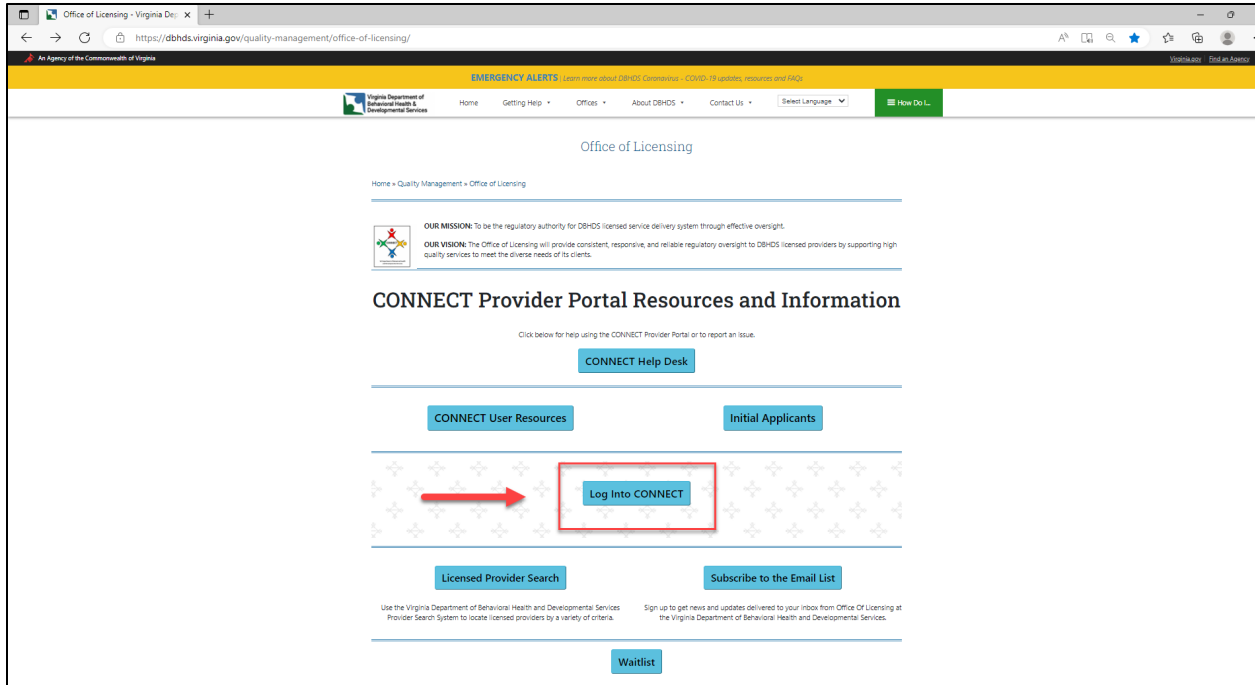 Office of Licensing - Virginia Dep
https://dbhds.virginia.gov/quality-management/office-of-licensing/
An Agency of the Commonwealth of Virginia
Virginia.gov Find an Agency
EMERGENCY ALERTS | Learn more about DBHDS Coronavirus - COVID-19 updates, resources and FAQs
Virginia Department of
Behavioral Health &
Developmental Services
Home Getting Help Offices About DBHDS Contact Us Select Language How Do I...
Office of Licensing
Home » Quality Management » Office of Licensing
OUR MISSION: To be the regulatory authority for DBHDS licensed service delivery system through effective oversight.
OUR VISION: The Office of Licensing will provide consistent, responsive, and reliable regulatory oversight to DBHDS licensed providers by supporting high
quality services to meet the diverse needs of its clients.
CONNECT Provider Portal Resources and Information
Click below for help using the CONNECT Provider Portal or to report an issue.
CONNECT Help Desk
CONNECT User Resources Initial Applicants
Log Into CONNECT
Licensed Provider Search Subscribe to the Email List
Use the Virginia Department of Behavioral Health and Developmental Services
Provider Search System to locate licensed providers by a variety of criteria.
Sign up to get news and updates delivered to your inbox from Office Of Licensing at
the Virginia Department of Behavioral Health and Developmental Services.
Waitlist